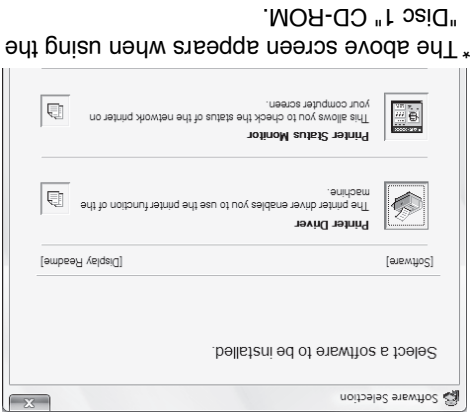 Software Selection
X
Select a software to be installed.
[Software] [Display Readme]
Printer Driver
The printer driver enables you to use the printer function of the
machine.
Printer Status Monitor
This allows you to check the status of the network printer on
your computer screen.
* The above screen appears when using the
"Disc 1" CD-ROM.